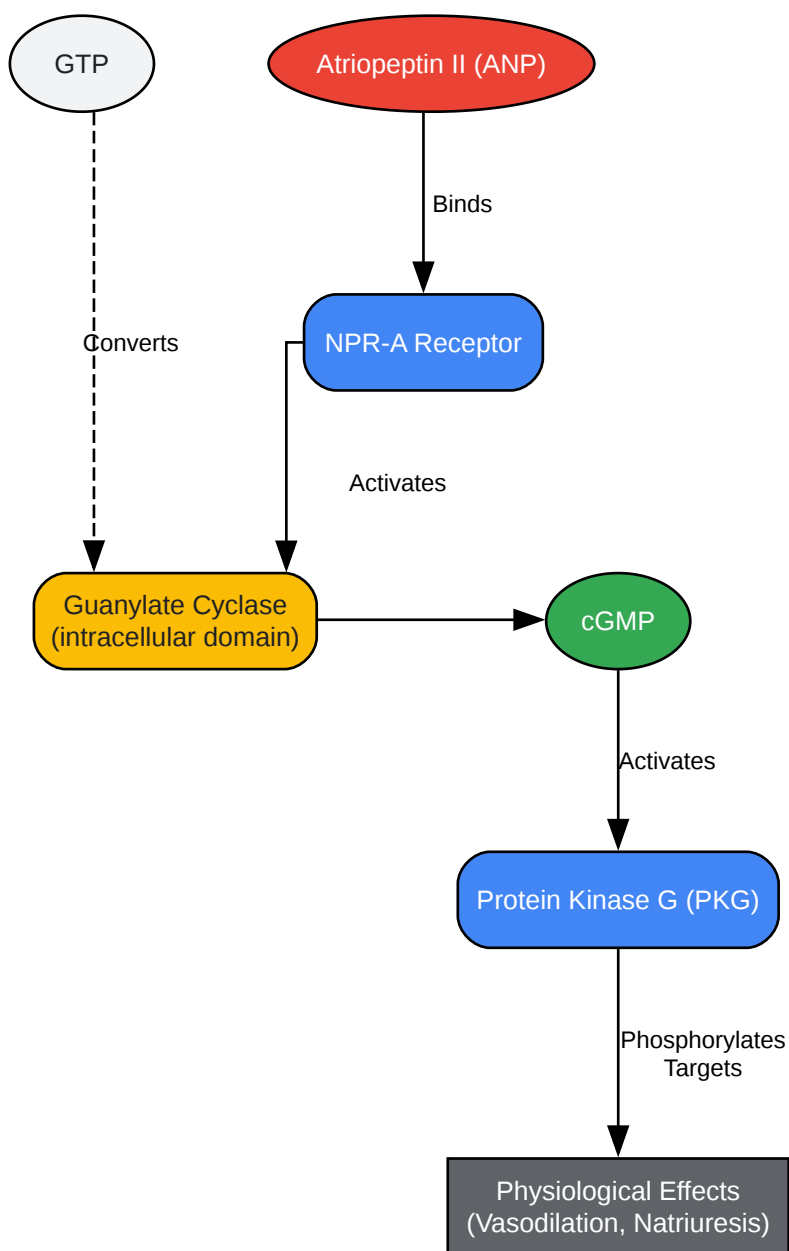 GTP
Atriopeptin II (ANP)
Binds
Converts
NPR-A Receptor
Activates
Guanylate Cyclase
(intracellular domain)
cGMP
Activates
Protein Kinase G (PKG)
Phosphorylates
Targets
Physiological Effects
(Vasodilation, Natriuresis)